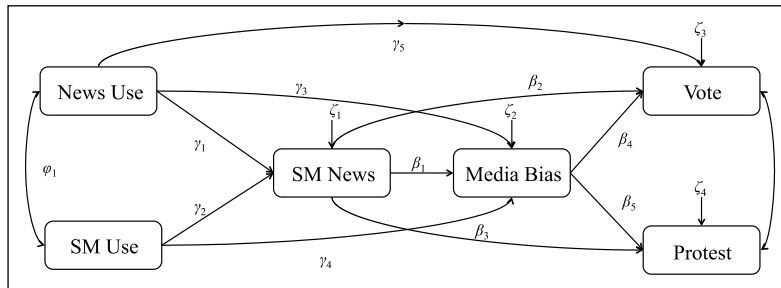 ζ3
γ5
News Use
Vote
γ3
β2
ζ1
ζ2
γ1
β4
β1
φ1
SM News
Media Bias
γ2
β5
ζ4
SM Use
β3
Protest
γ4